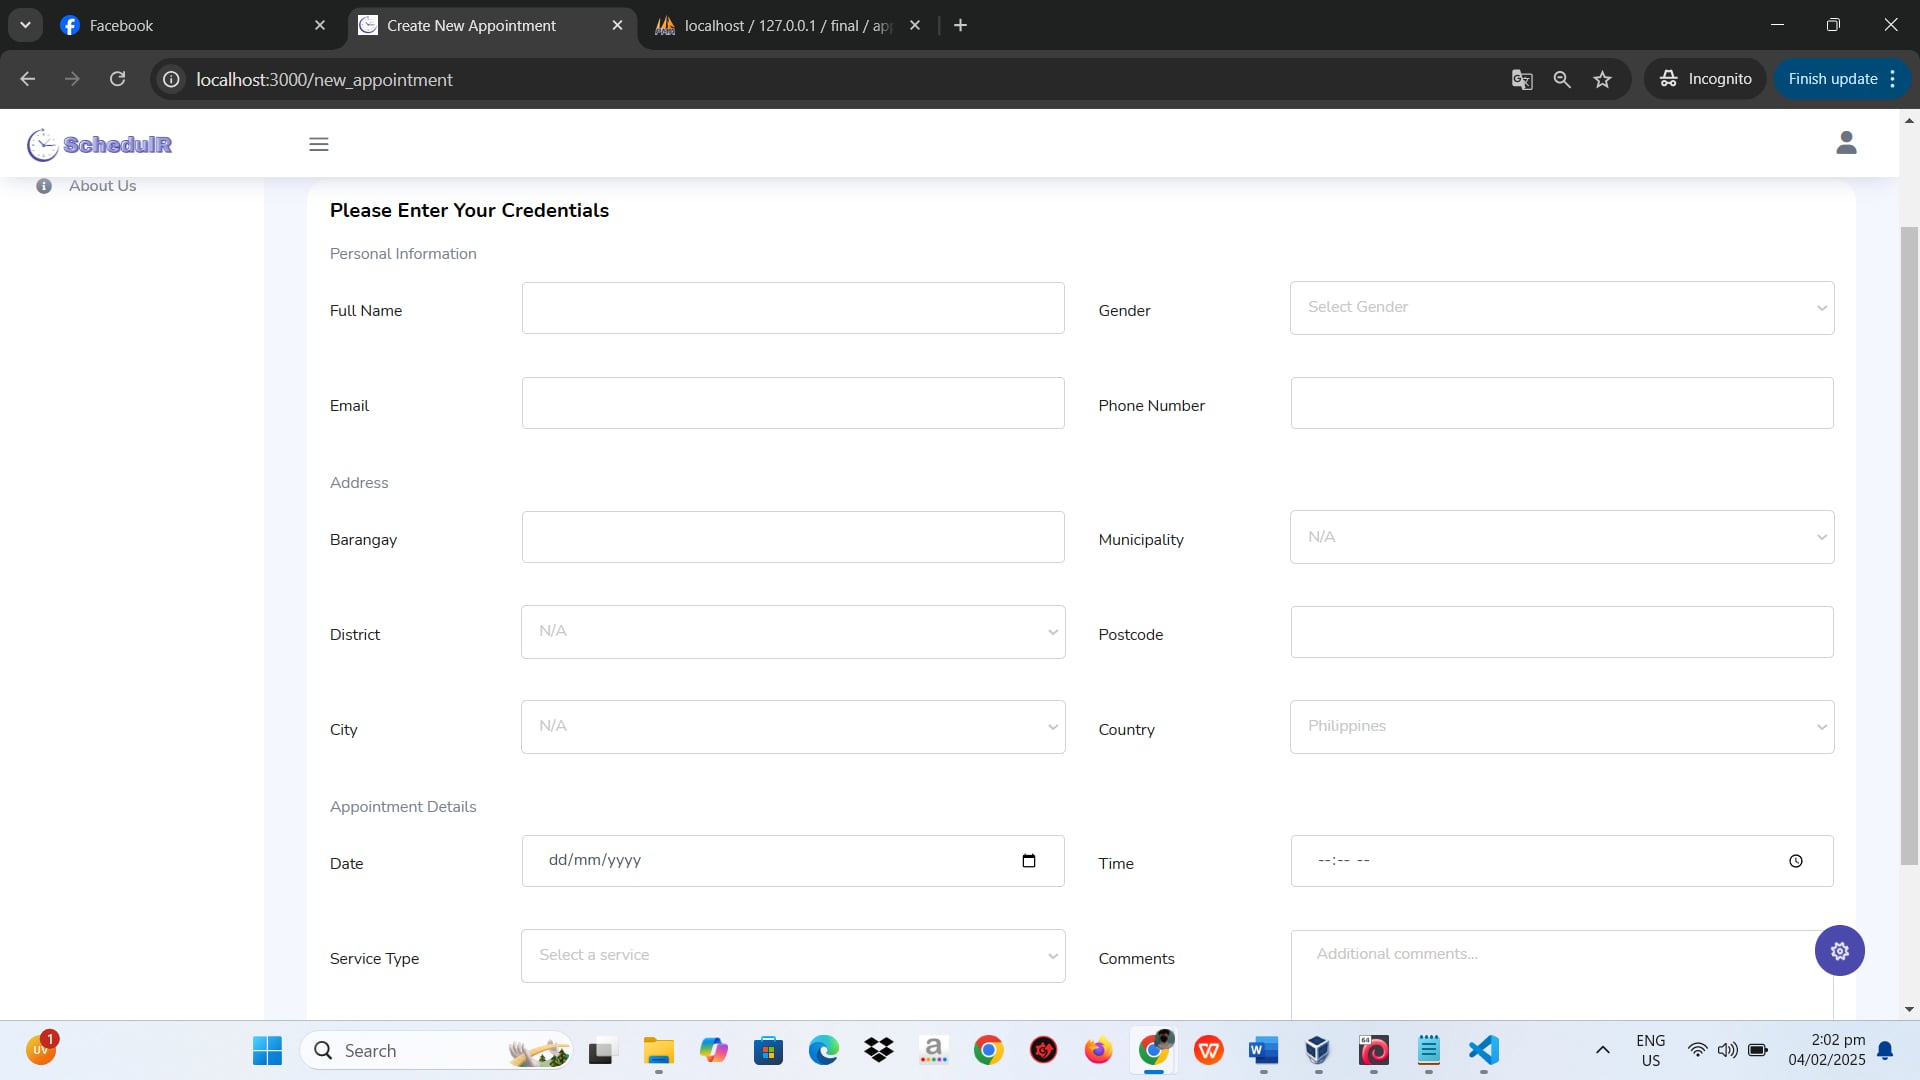 Facebook
Create New Appointment
localhost / 127.0.0.1 / final / ap
localhost:3000/new_appointment
Incognito
Finish update
SchedulR
About Us
Please Enter Your Credentials
Personal Information
Full Name
Gender
Select Gender
Email
Phone Number
Address
Barangay
Municipality
N/A
District
N/A
Postcode
City
N/A
Country
Philippines
Appointment Details
Date
dd/mm/yyyy
Time
--:-- --
Service Type
Select a service
Comments
Additional comments...
1
UV
Search
a
W
W
64
ENG
US
2:02 pm
04/02/2025